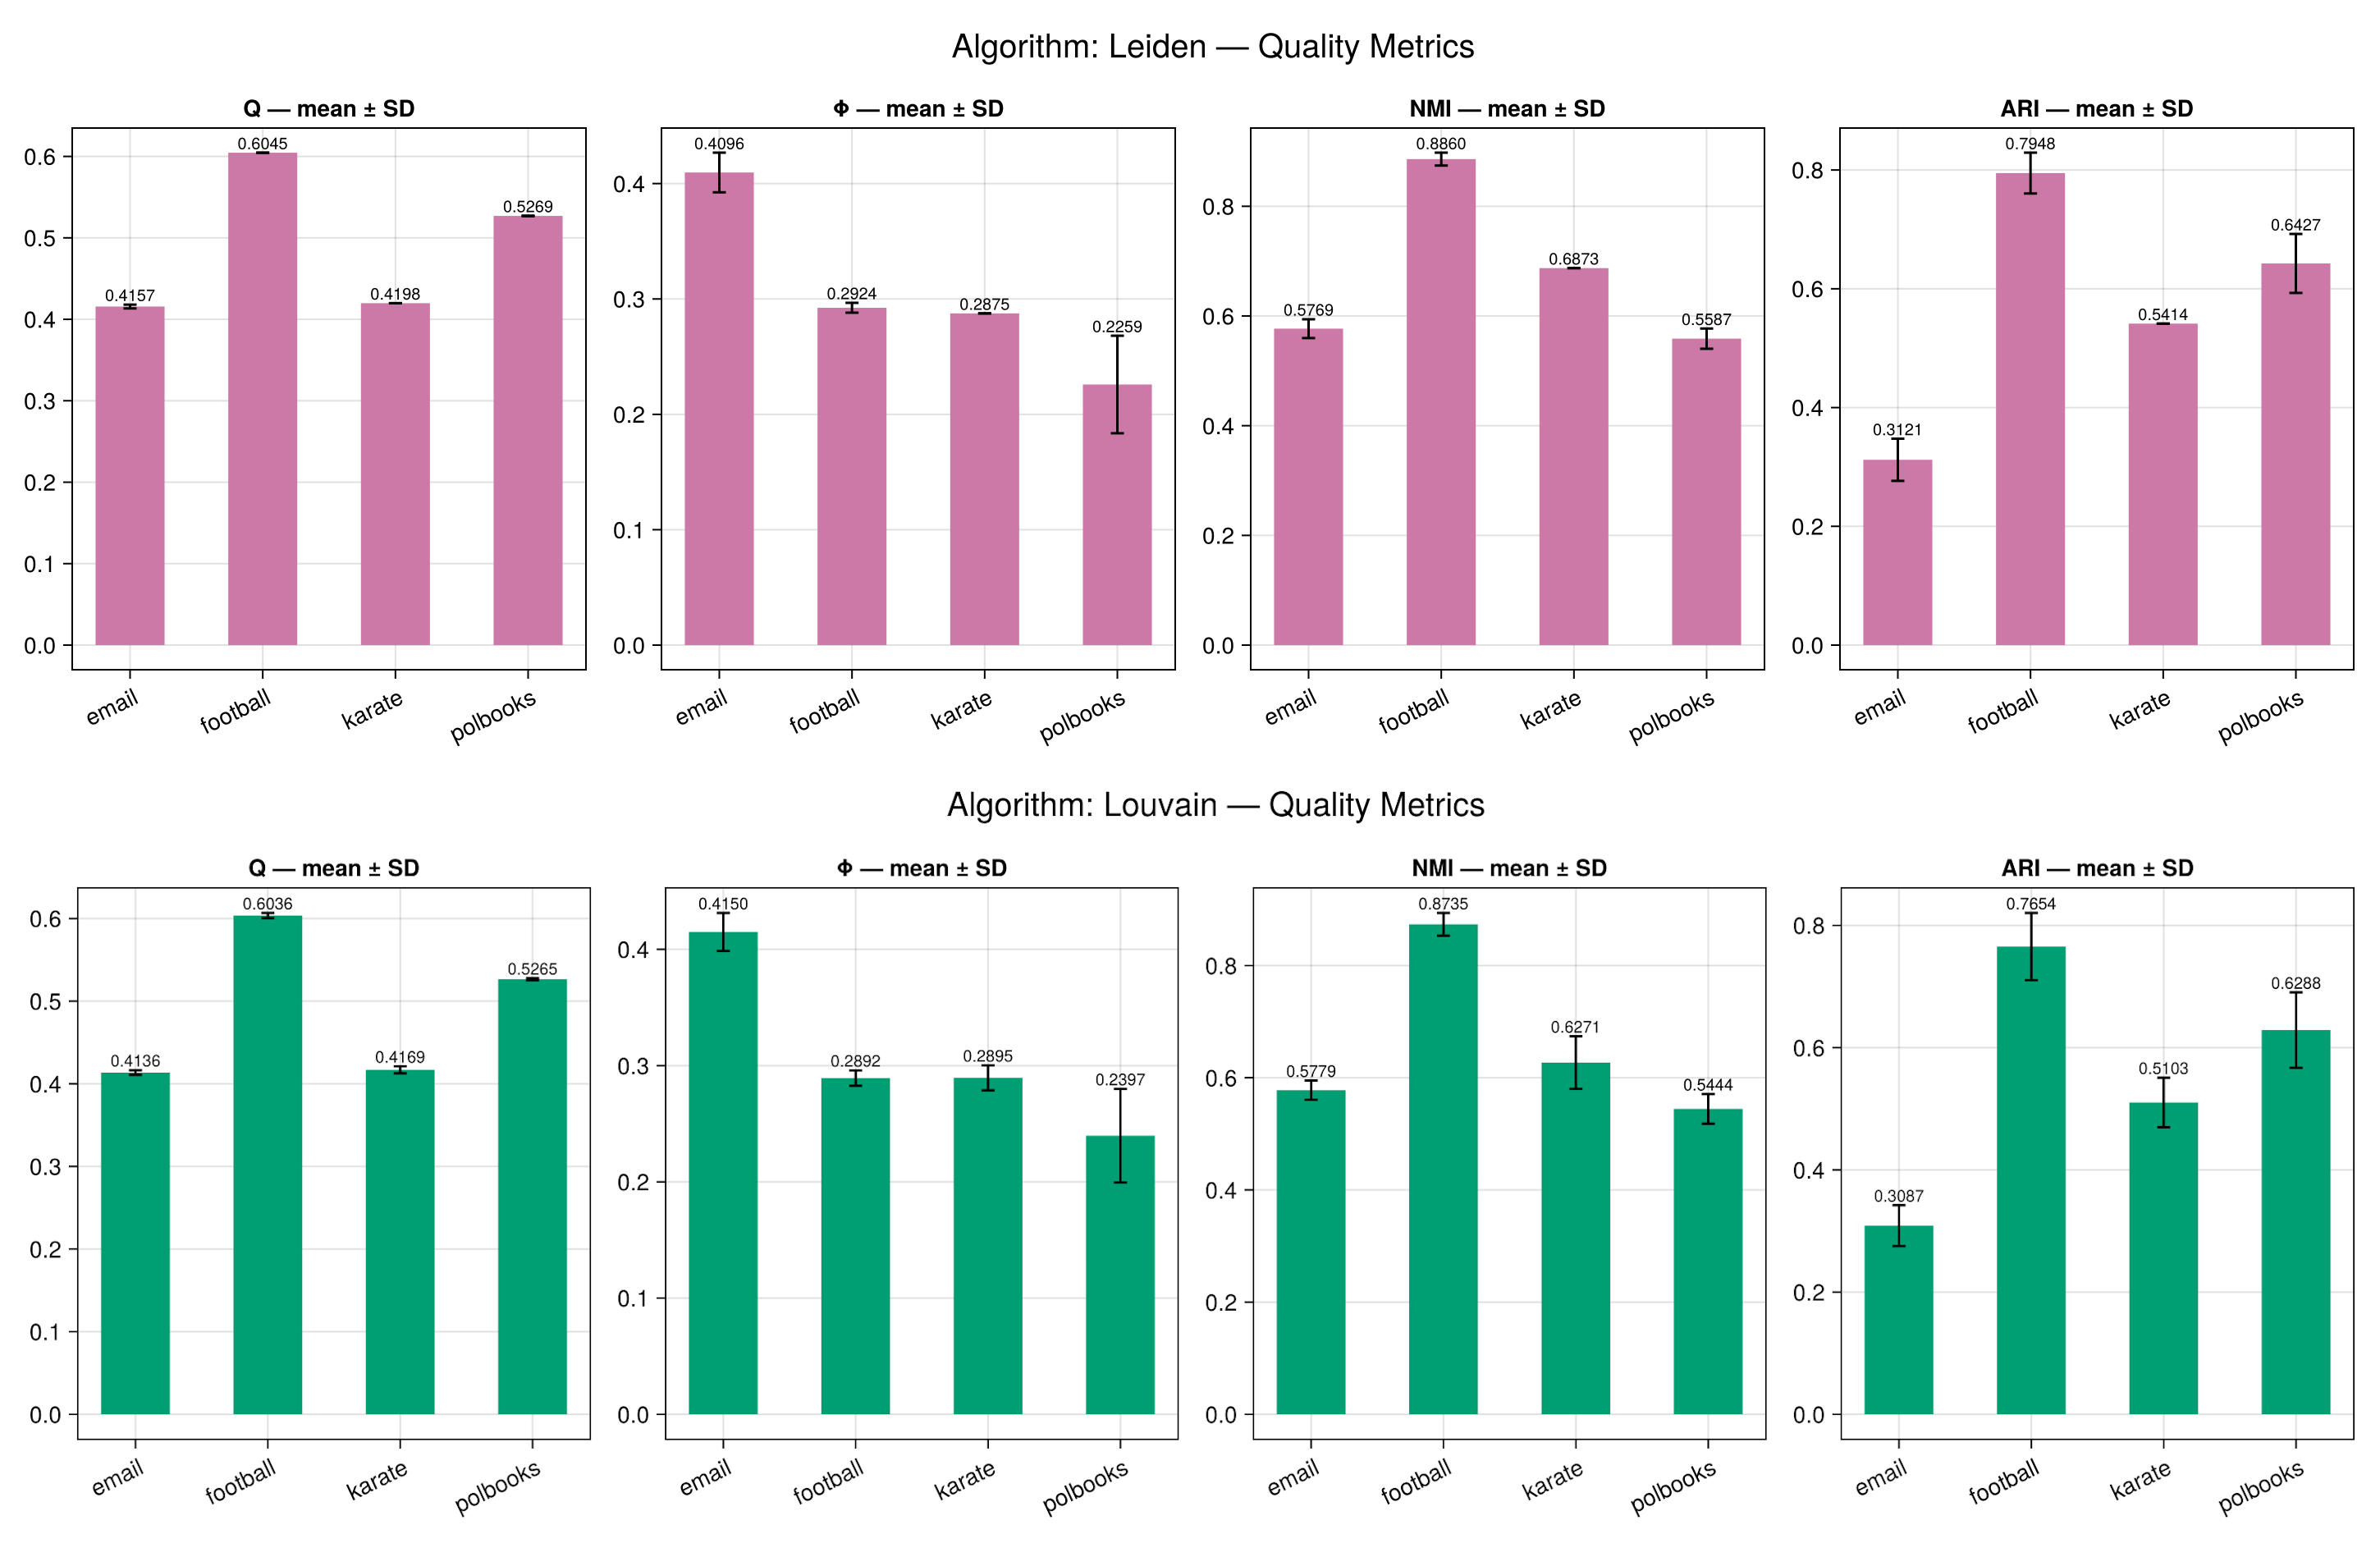 Algorithm: Leiden — Quality Metrics
Q — mean ± SD
0.6
0.5
0.4
0.3
0.2
0.1
0.0
0.4157
0.6045
0.4198
0.5269
email
football
karate
polbooks
Φ — mean ± SD
0.4
0.3
0.2
0.1
0.0
0.4096
0.2924
0.2875
0.2259
email
football
karate
polbooks
NMI — mean ± SD
0.8
0.6
0.4
0.2
0.0
0.5769
0.8860
0.6873
0.5587
email
football
karate
polbooks
ARI — mean ± SD
0.8
0.6
0.4
0.2
0.0
0.3121
0.7948
0.5414
0.6427
email
football
karate
polbooks
Algorithm: Louvain — Quality Metrics
Q — mean ± SD
0.6
0.5
0.4
0.3
0.2
0.1
0.0
0.4136
0.6036
0.4169
0.5265
email
football
karate
polbooks
Φ — mean ± SD
0.4
0.3
0.2
0.1
0.0
0.4150
0.2892
0.2895
0.2397
email
football
karate
polbooks
NMI — mean ± SD
0.8
0.6
0.4
0.2
0.0
0.5779
0.8735
0.6271
0.5444
email
football
karate
polbooks
ARI — mean ± SD
0.8
0.6
0.4
0.2
0.0
0.3087
0.7654
0.5103
0.6288
email
football
karate
polbooks